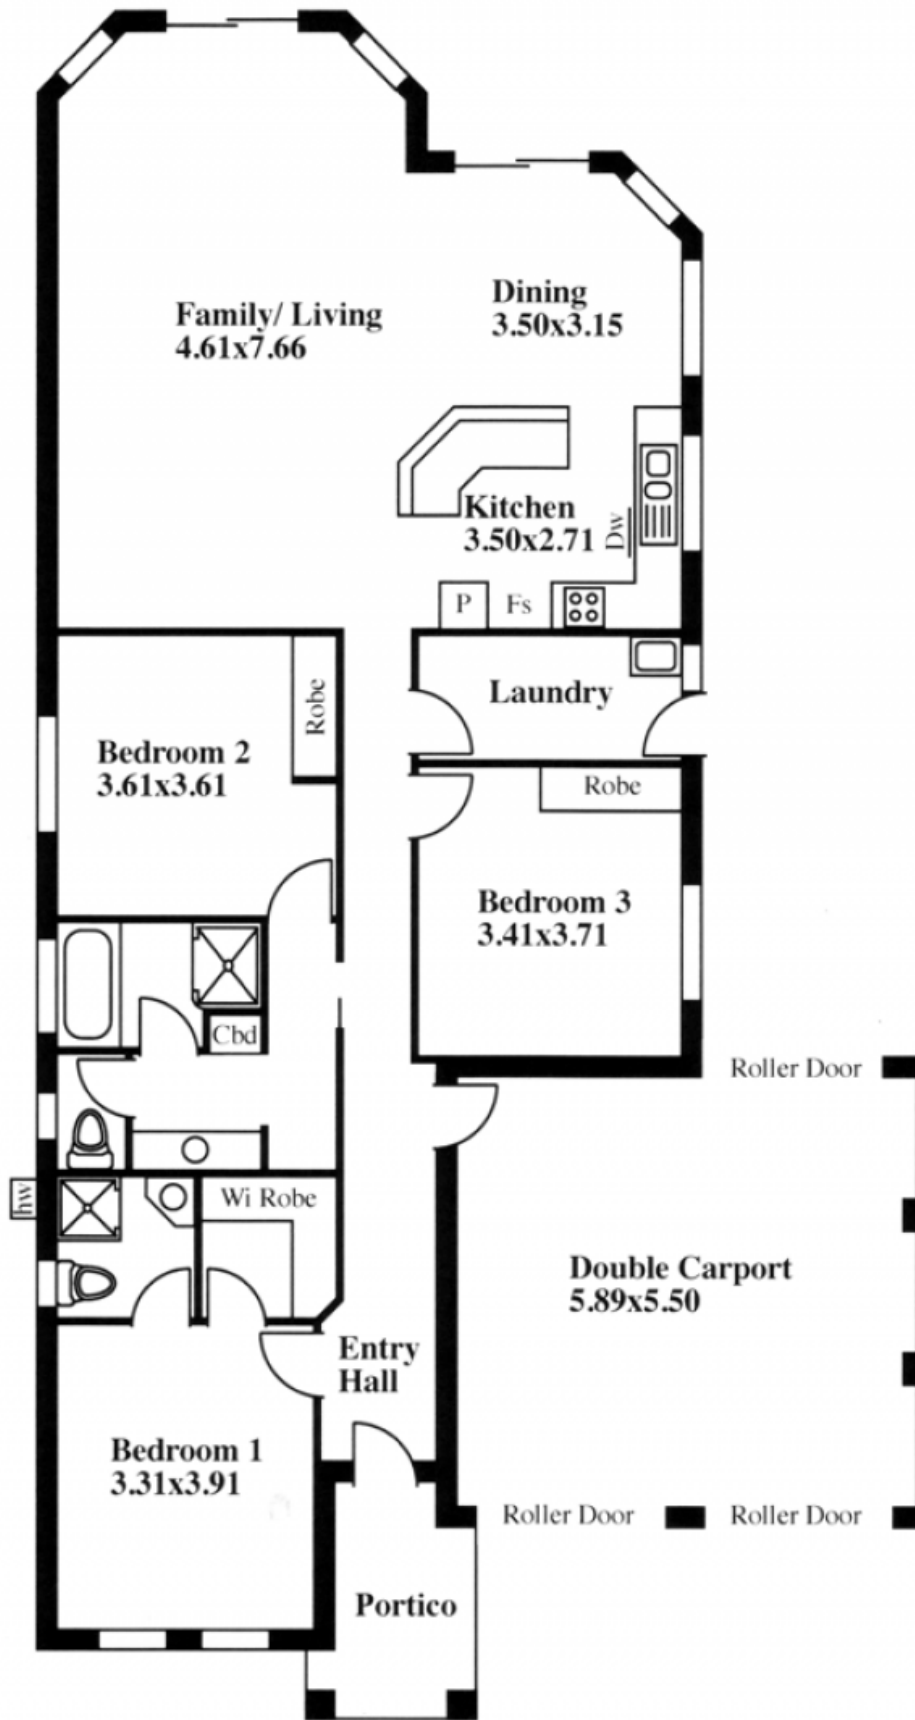 Family/ Living
4.61x7.66
Dining
3.50x3.15
Kitchen
3.50x2.71
Dw
P
Fs
Laundry
Robe
Bedroom 2
3.61x3.61
Robe
Bedroom 3
3.41x3.71
Cbd
Roller Door
hw
Wi Robe
Double Carport
5.89x5.50
Entry
Hall
Bedroom 1
3.31x3.91
Roller Door
Roller Door
Portico